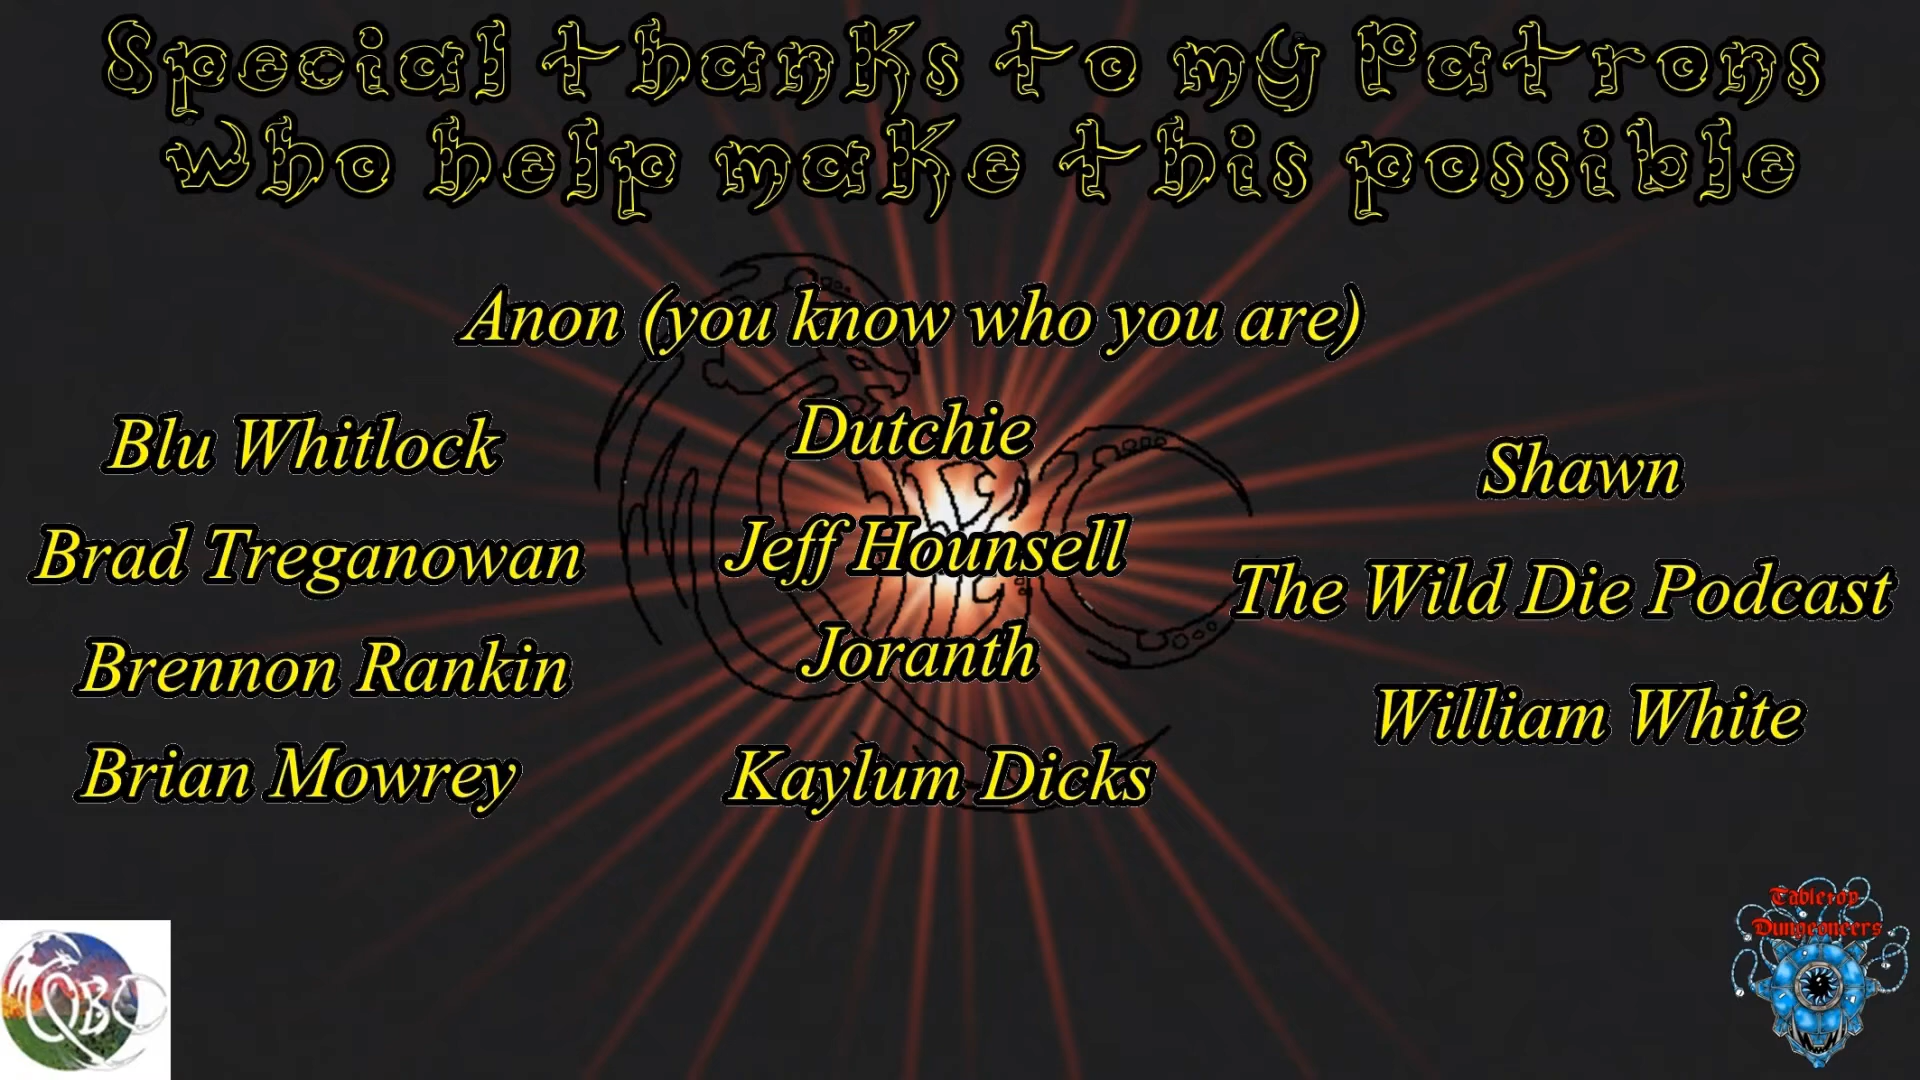 Special thanks to my Patrons
who help make this possible
Anon (you know who you are)
Blu Whitlock
Brad Treganowan
Brennon Rankin
Brian Mowrey
Dutchie
Jeff Hounsell
Joranth
Kaylum Dicks
Shawn
The Wild Die Podcast
William White
Tabletop
Dungeoneers